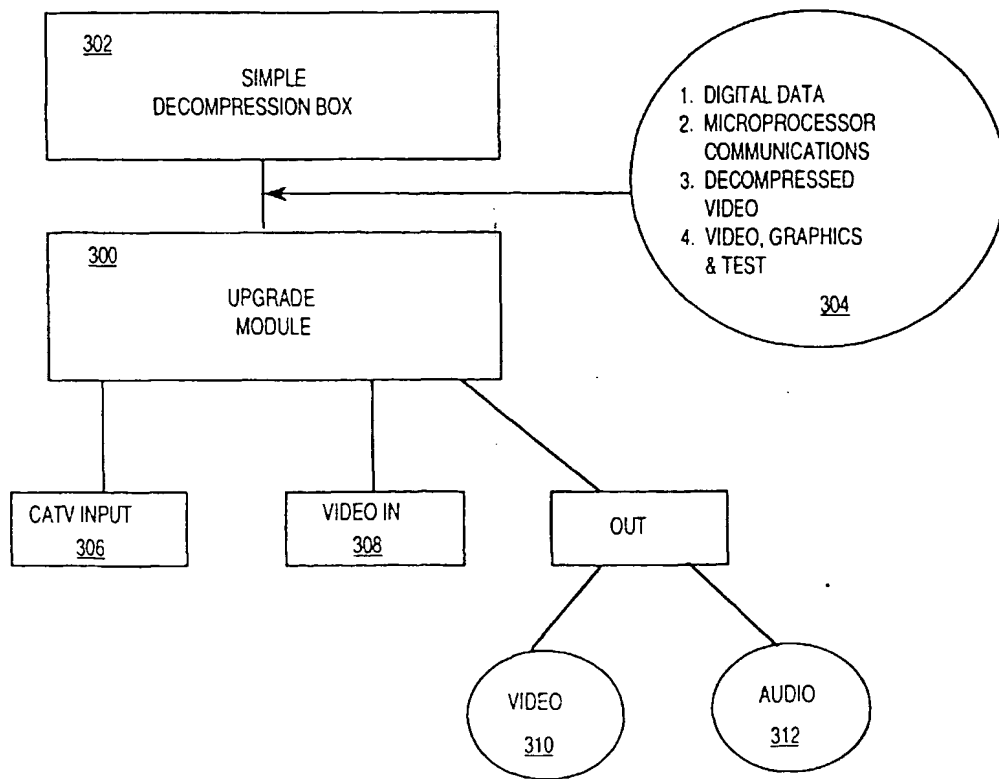 302
SIMPLE
DECOMPRESSION BOX
1. DIGITAL DATA
2. MICROPROCESSOR
COMMUNICATIONS
3. DECOMPRESSED
VIDEO
4. VIDEO, GRAPHICS
& TEST
304
300
UPGRADE
MODULE
CATV INPUT
306
VIDEO IN
308
OUT
VIDEO
310
AUDIO
312